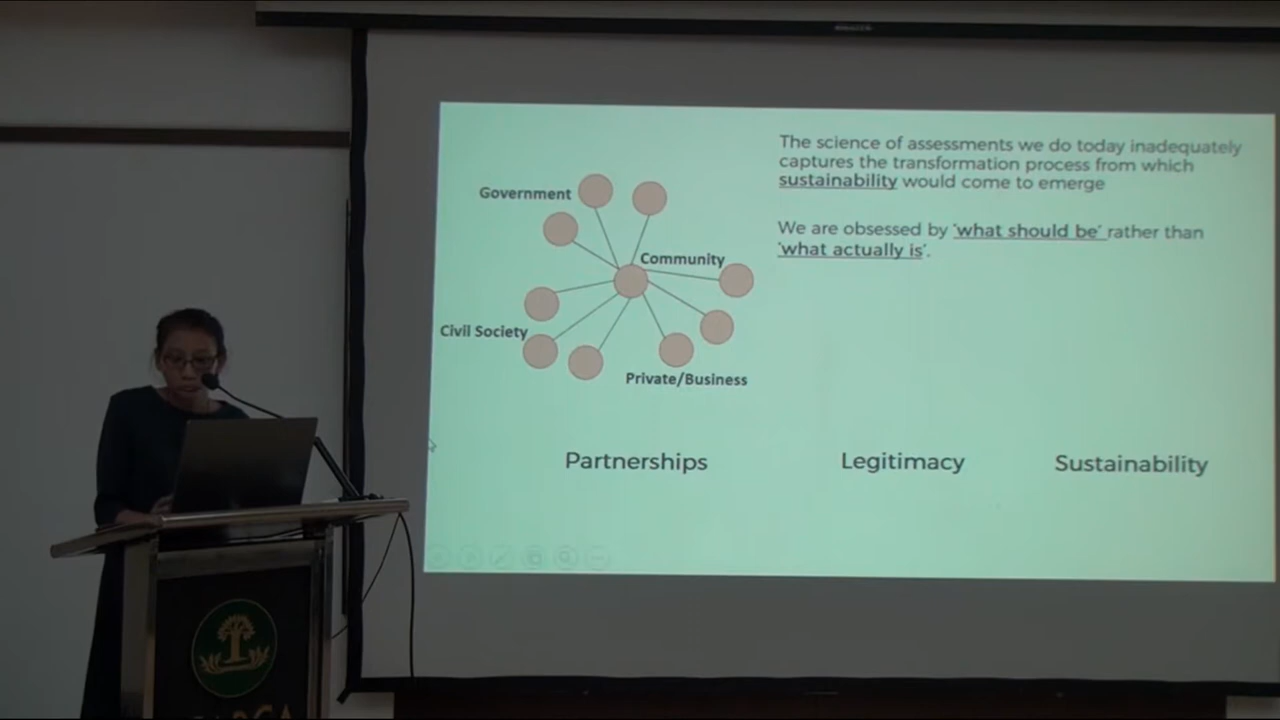 The science of assessments we do today inadequately
captures the transformation process from which
sustainability would come to emerge
We are obsessed by 'what should be' rather than
'what actually is'.
Government
Community
Civil Society
Private/Business
Partnerships
Legitimacy
Sustainability